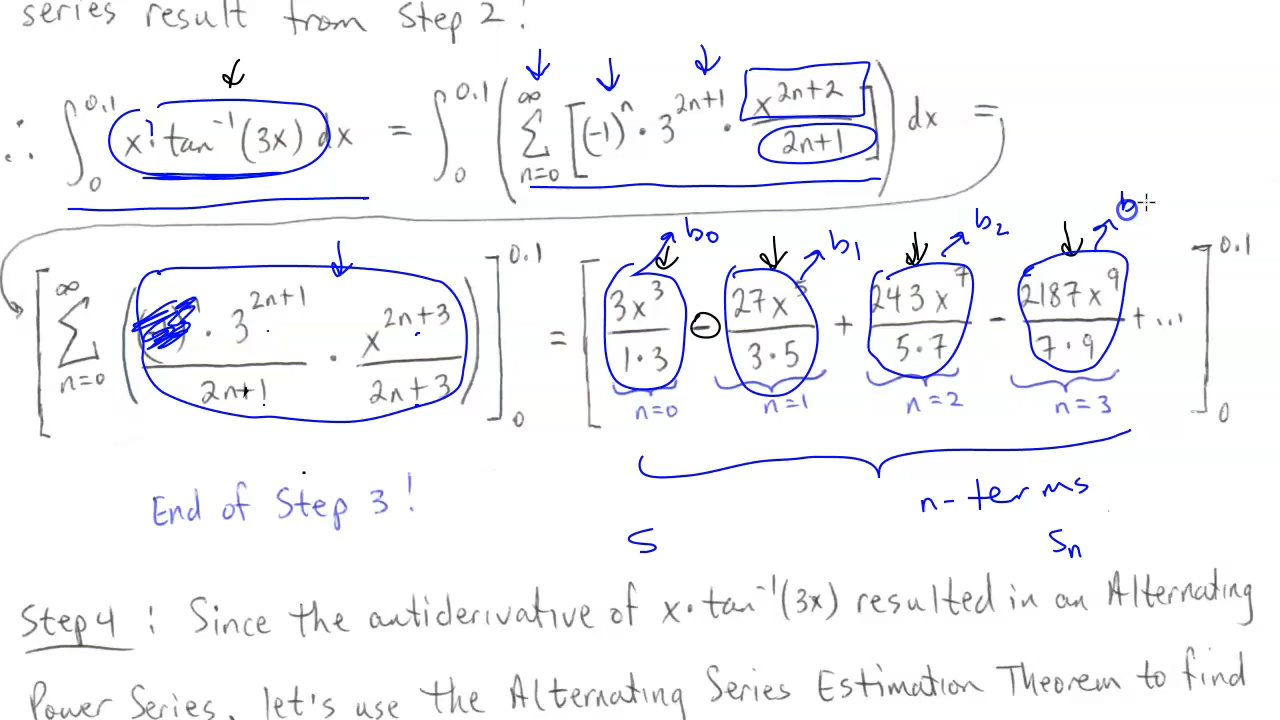 series result from Step 2!
∴ ∫₀^0.1 x · tan⁻¹(3x) dx = ∫₀^0.1 ( ∑_{n=0}^∞ [(-1)^n · 3^{2n+1} · x^{2n+2} / 2n+1] ) dx =
b₀ b₁ b₂ b
[ ∑_{n=0}^∞ ( · 3^{2n+1} / 2n+1 · x^{2n+3} / 2n+3 ) ]₀^0.1 = [ 3x³ / 1·3 - 27x⁵ / 3·5 + 243x⁷ / 5·7 - 2187x⁹ / 7·9 + ... ]₀^0.1
n=0 n=1 n=2 n=3
End of Step 3!
n-terms
S Sₙ
Step 4: Since the antiderivative of x·tan⁻¹(3x) resulted in an Alternating
Power Series, let's use the Alternating Series Estimation Theorem to find